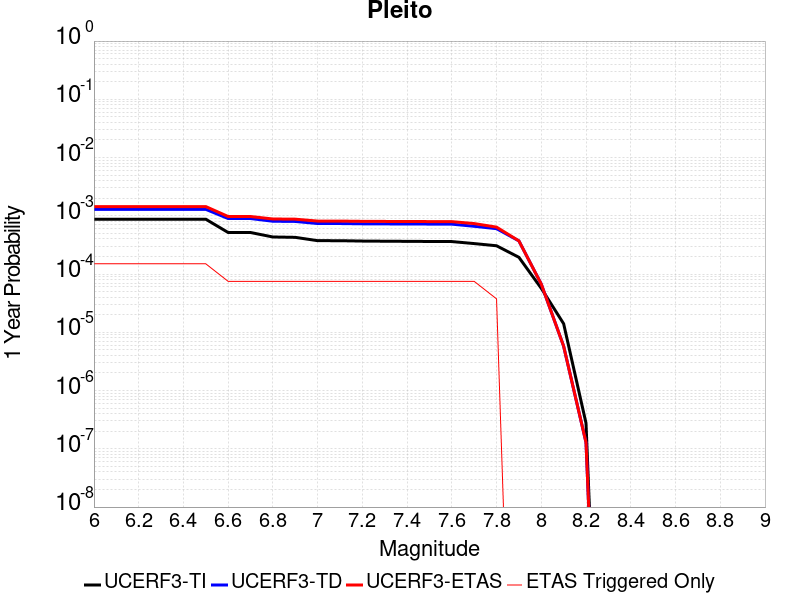 Pleito
10^0
10^-1
10^-2
10^-3
10^-4
10^-5
10^-6
10^-7
10^-8
1 Year Probability
6 6.2 6.4 6.6 6.8 7 7.2 7.4 7.6 7.8 8 8.2 8.4 8.6 8.8 9
Magnitude
UCERF3-TI UCERF3-TD UCERF3-ETAS ETAS Triggered Only